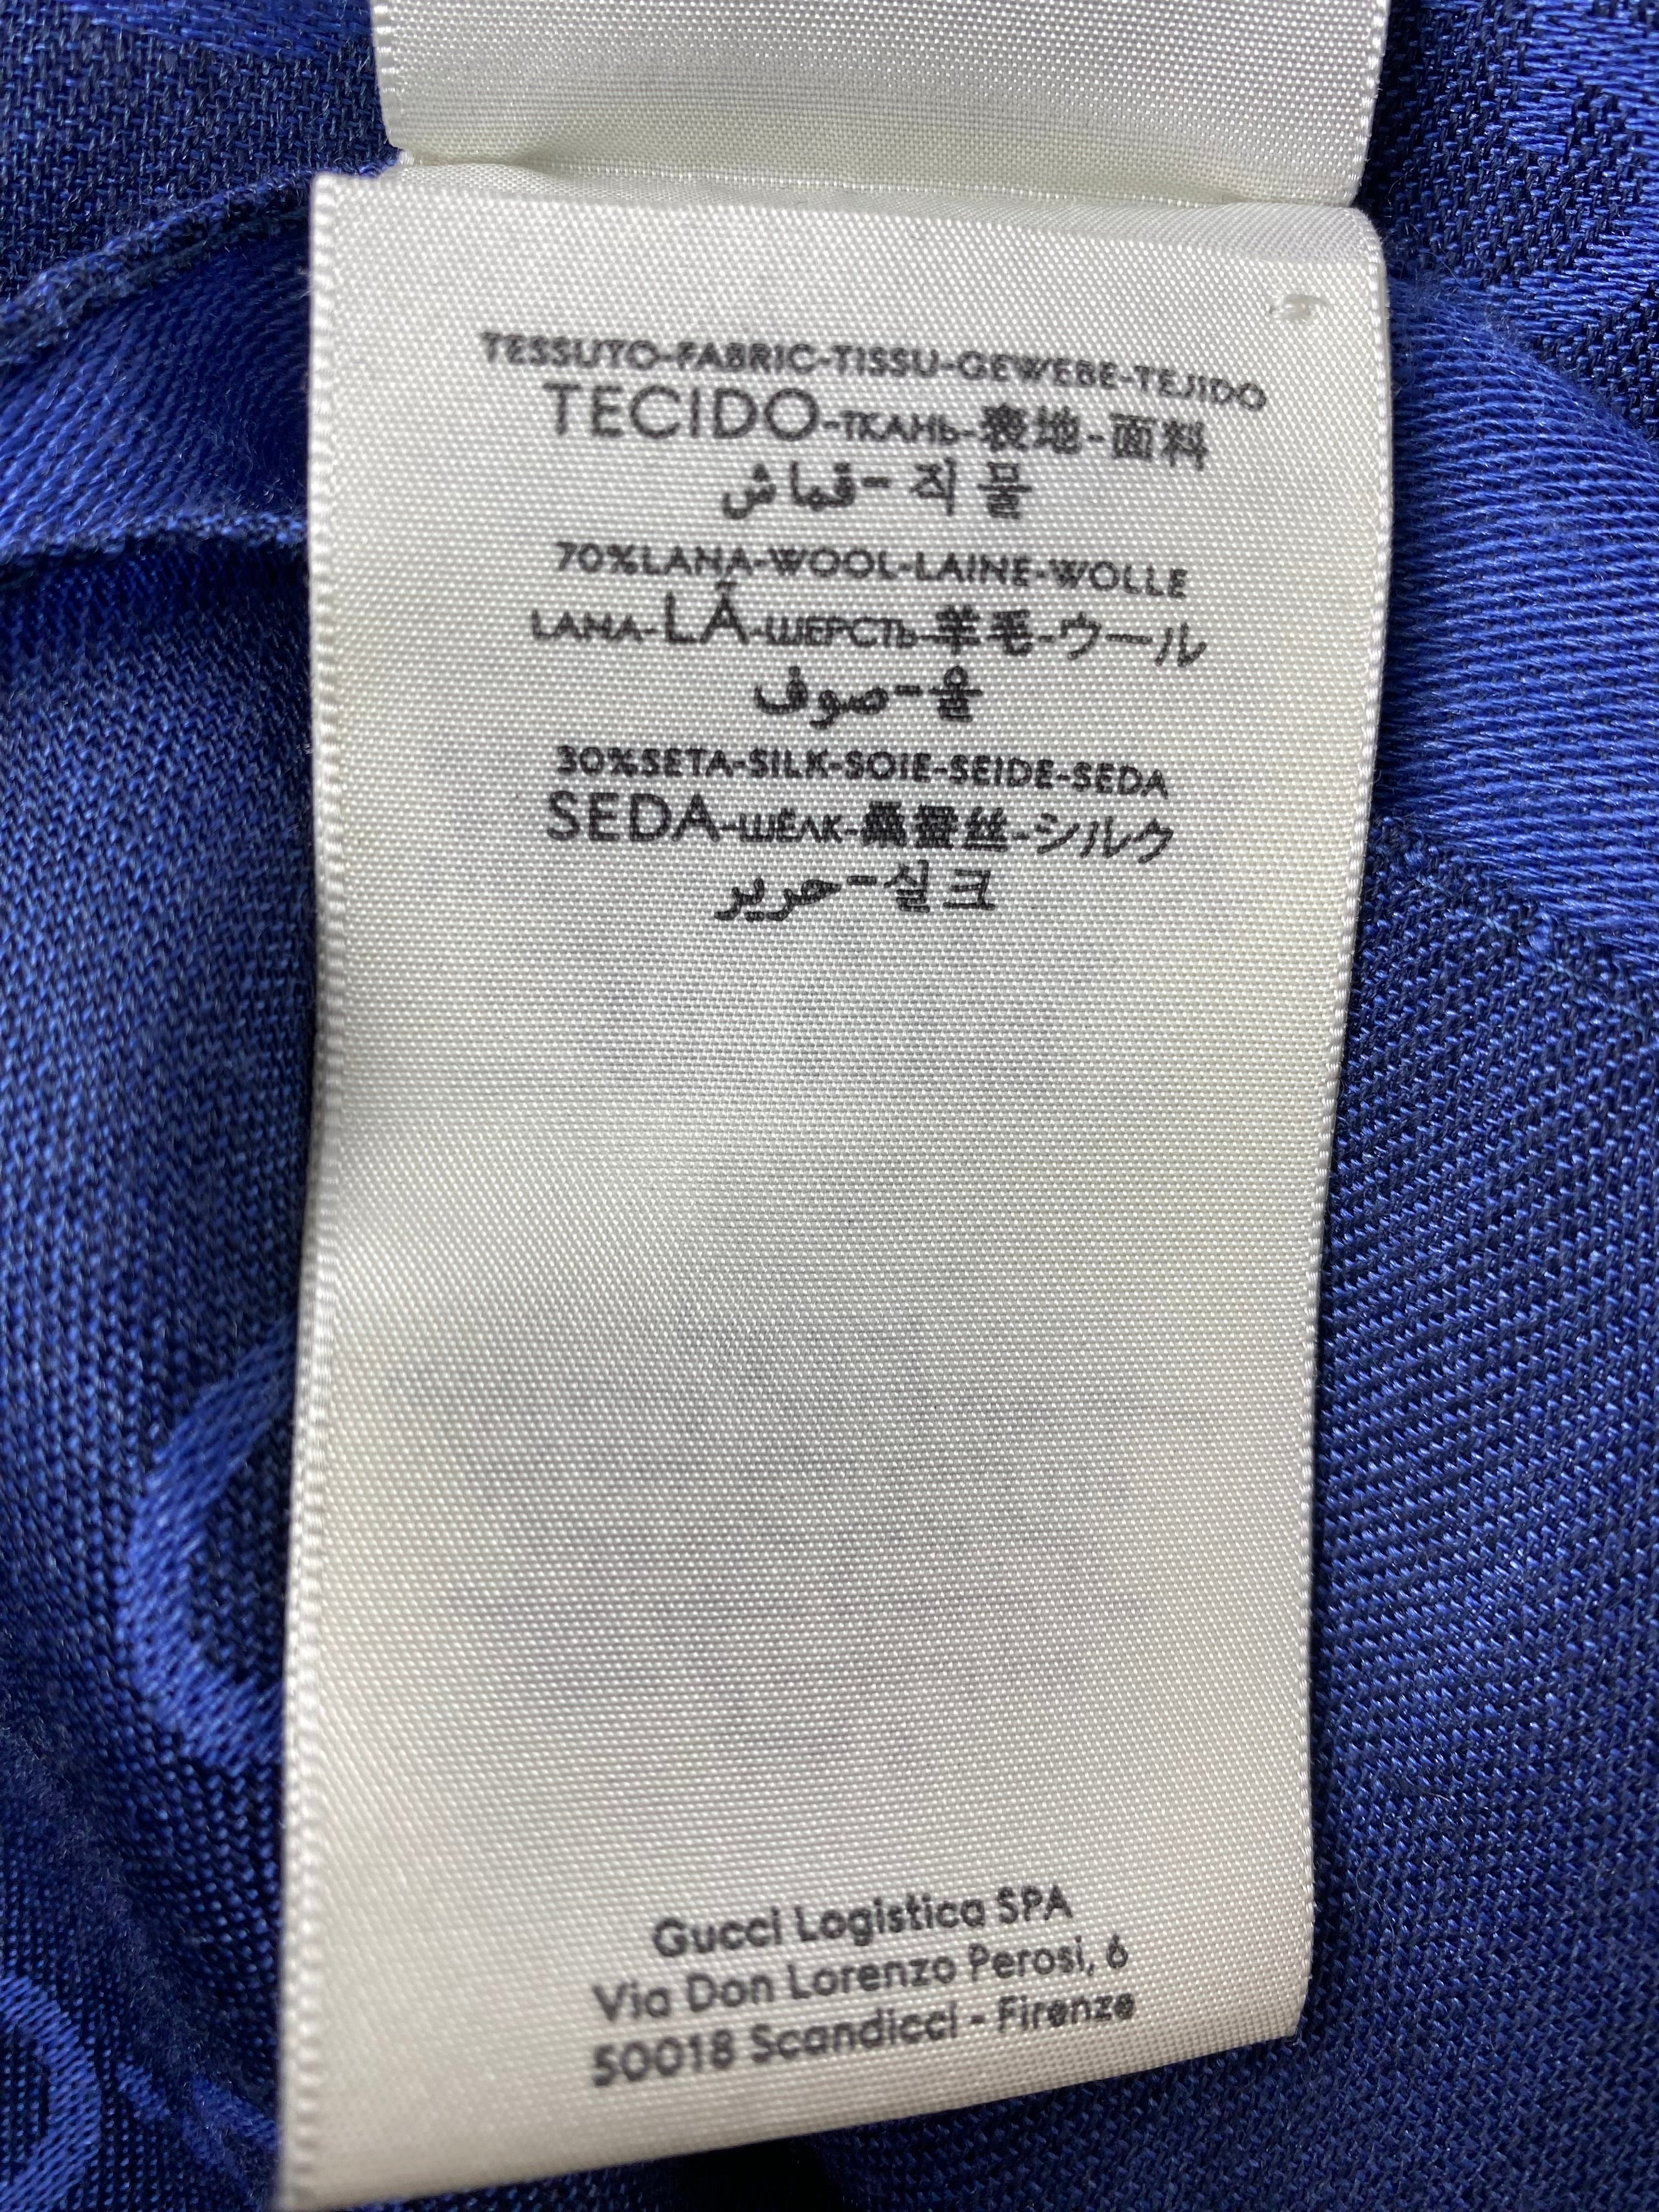 TESSUTO-FABRIC-TISSU-GEWEBE-TEJIDO
TECIDO-ТКАНЬ-表地-面料
قماش-직물
70%LANA-WOOL-LAINE-WOLLE
LANA-LÃ-ШЕРСТЬ-羊毛-ウール
صوف-울
30%SETA-SILK-SOIE-SEIDE-SEDA
SEDA-ШЁЛК-桑蚕丝-シルク
حرير-실크
Gucci Logistica SPA
Via Don Lorenzo Perosi, 6
50018 Scandicci - Firenze